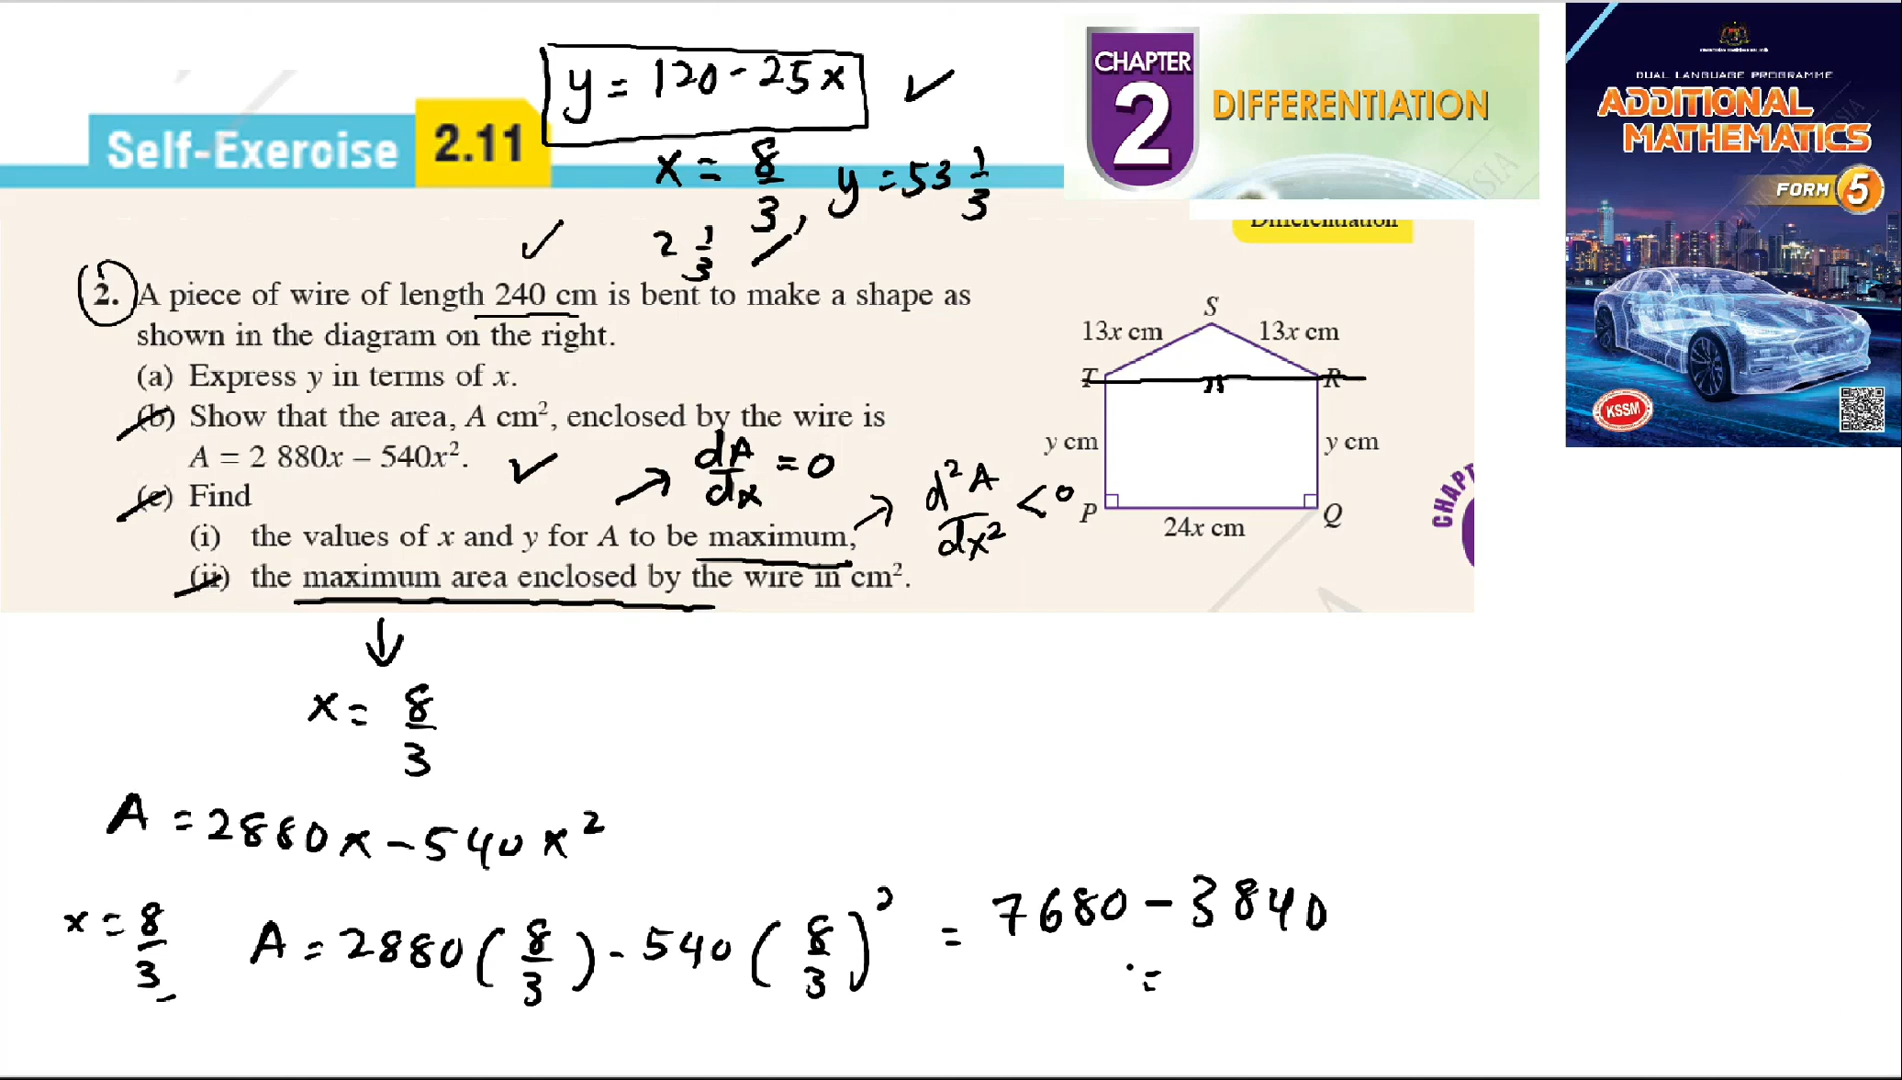 y = 120 - 25x
Self-Exercise 2.11
x = 8/3, y = 53 1/3
2 1/3
CHAPTER
2
DIFFERENTIATION
Differentiation
DUAL LANGUAGE PROGRAMME
ADDITIONAL
MATHEMATICS
FORM 5
KSSM
2. A piece of wire of length 240 cm is bent to make a shape as
shown in the diagram on the right.
(a) Express y in terms of x.
(b) Show that the area, A cm², enclosed by the wire is
A = 2 880x – 540x².
(c) Find
(i) the values of x and y for A to be maximum,
(ii) the maximum area enclosed by the wire in cm².
→ dA/dx = 0
→ d²A/dx² < 0
S
13x cm 13x cm
T R
y cm y cm
P Q
24x cm
CHAPT
x = 8/3
A = 2880x - 540x²
x = 8/3 A = 2880(8/3) - 540(8/3)² = 7680 - 3840
=